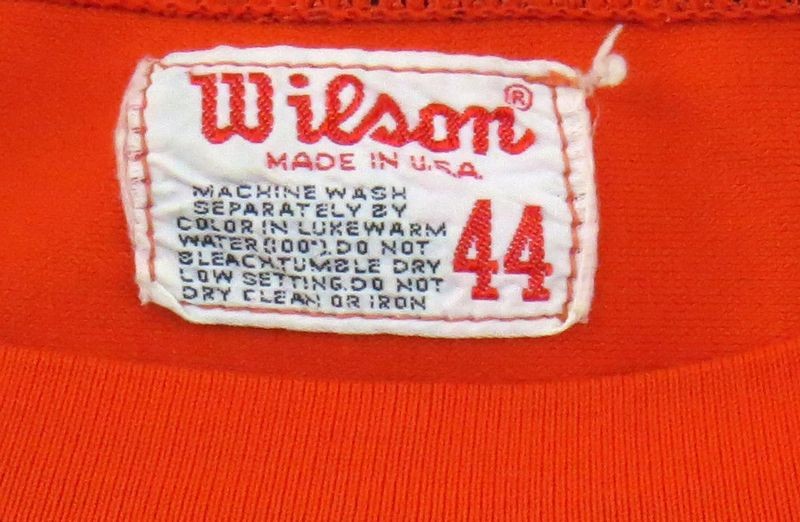 Wilson®
MADE IN U.S.A.
MACHINE WASH
SEPARATELY BY
COLOR IN LUKEWARM
WATER (100°). DO NOT
BLEACH. TUMBLE DRY
LOW SETTING. DO NOT
DRY CLEAN OR IRON
44